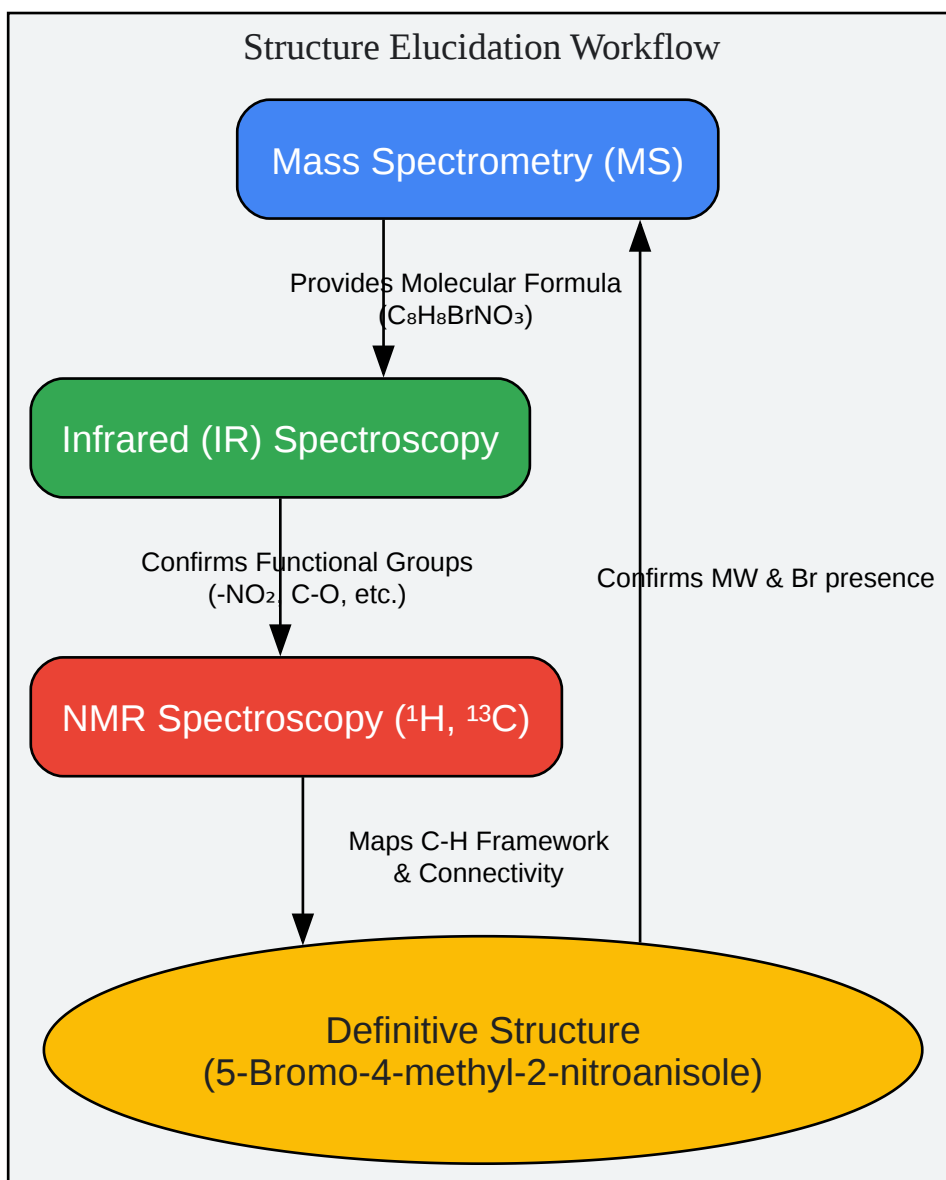 Structure Elucidation Workflow
Mass Spectrometry (MS)
Provides Molecular Formula
(C₈H₈BrNO₃)
Infrared (IR) Spectroscopy
Confirms Functional Groups
(-NO₂, C-O, etc.)
Confirms MW & Br presence
NMR Spectroscopy (¹H, ¹³C)
Maps C-H Framework
& Connectivity
Definitive Structure
(5-Bromo-4-methyl-2-nitroanisole)